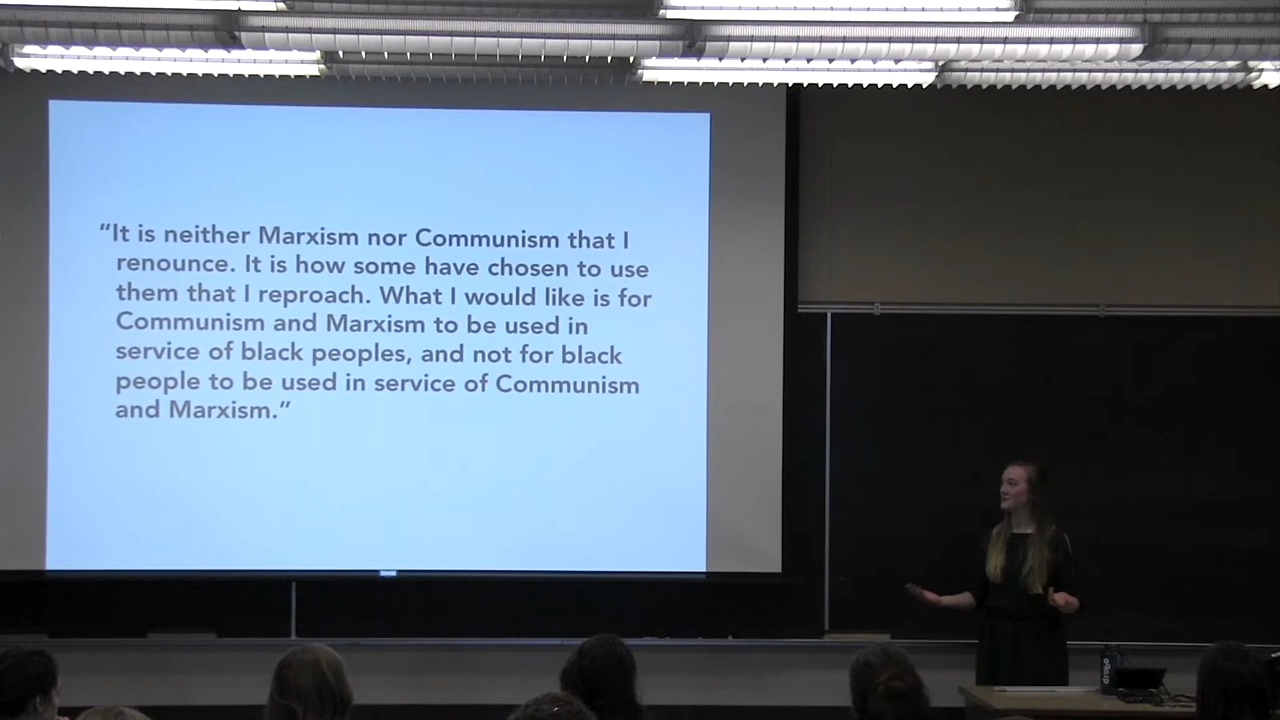 “It is neither Marxism nor Communism that I
renounce. It is how some have chosen to use
them that I reproach. What I would like is for
Communism and Marxism to be used in
service of black peoples, and not for black
people to be used in service of Communism
and Marxism.”